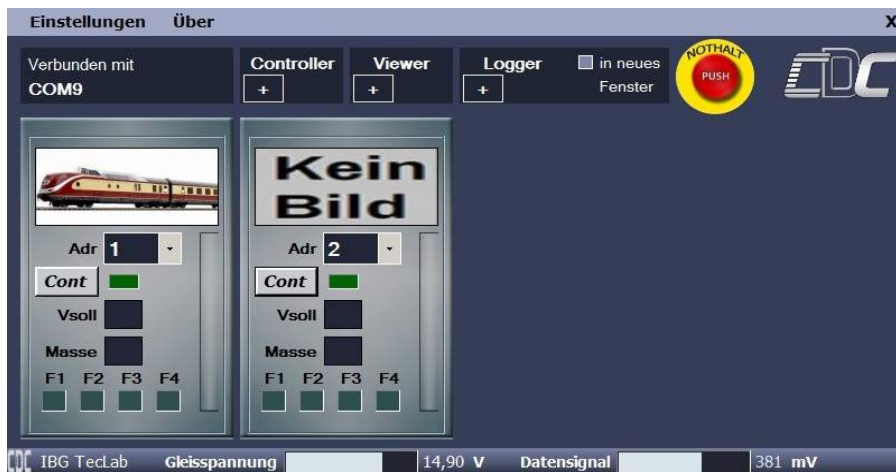 Einstellungen Über X
Verbunden mit
COM9
Controller
+
Viewer
+
Logger
+
in neues
Fenster
NOTHALT
PUSH
CDC
Adr 1
Cont
Vsoll
Masse
F1 F2 F3 F4
Kein
Bild
Adr 2
Cont
Vsoll
Masse
F1 F2 F3 F4
CDC IBG TecLab Gleisspannung 14,90 V Datensignal 381 mV